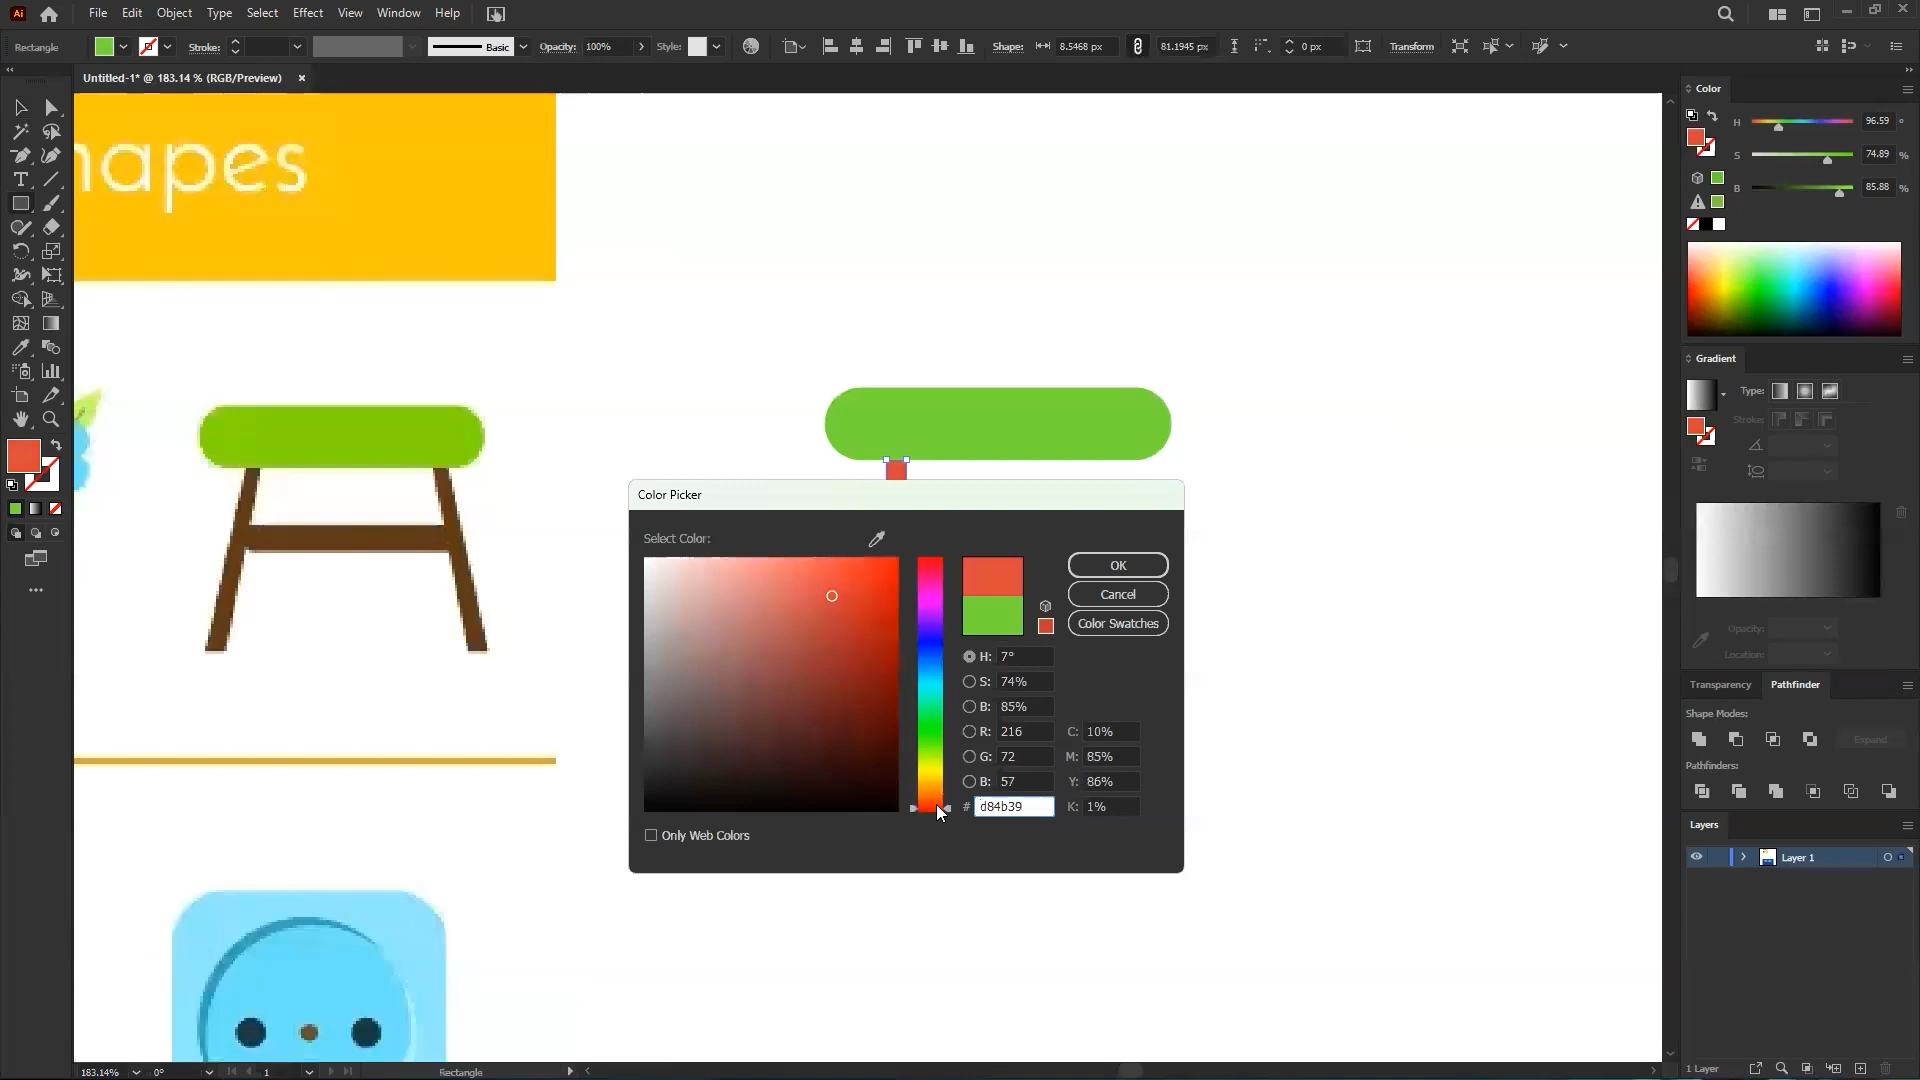 Ai File Edit Object Type Select Effect View Window Help
Rectangle Stroke: Basic Opacity: 100% Style: Shape: 8.5468 px 81.1945 px 0 px Transform
Untitled-1* @ 183.14 % (RGB/Preview) ×
hapes
Color Picker
Select Color:
OK
Cancel
Color Swatches
H: 7°
S: 74%
B: 85%
R: 216 C: 10%
G: 72 M: 85%
B: 57 Y: 86%
# d84b39 K: 1%
Only Web Colors
Color
H 96.59 °
S 74.89 %
B 85.88 %
Gradient
Type:
Stroke:
Opacity:
Location:
Transparency Pathfinder
Shape Modes:
Expand
Pathfinders:
Layers
Layer 1
1 Layer
183.14% 0° 1 Rectangle